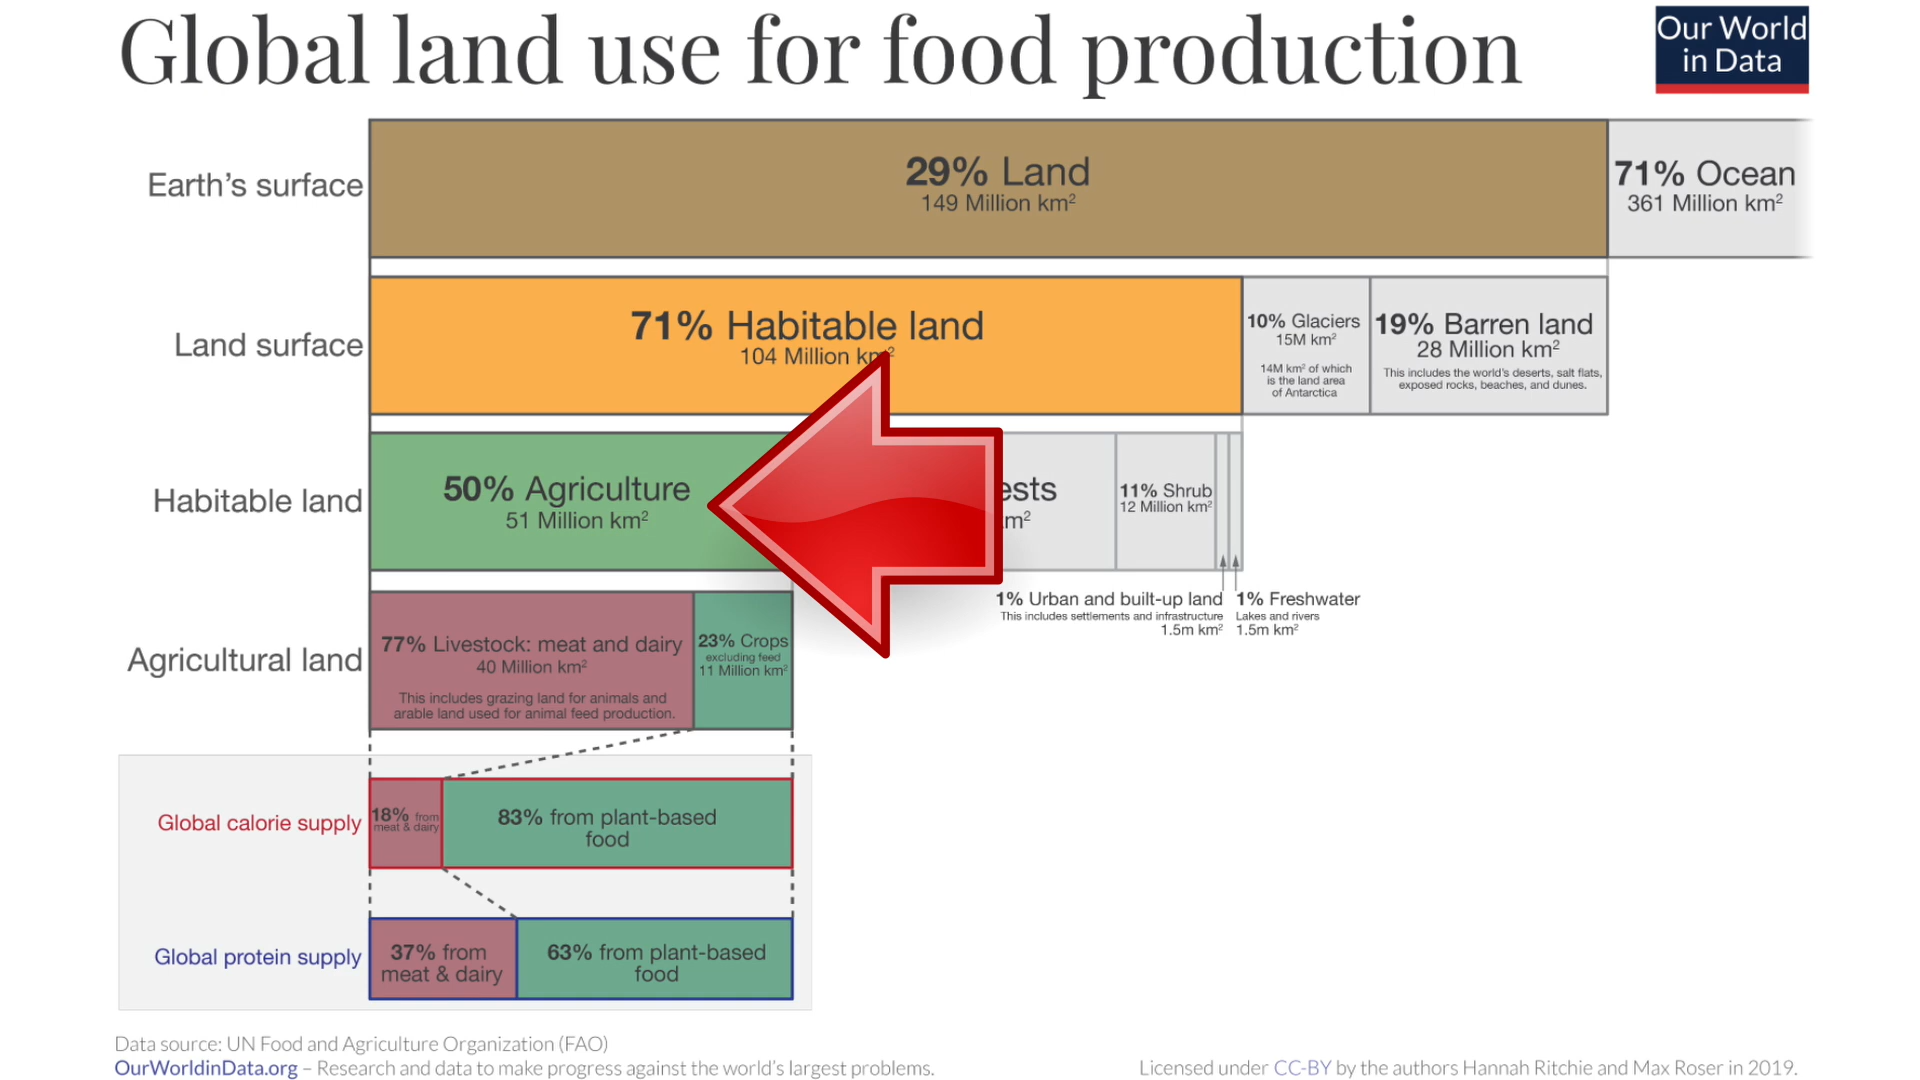 Global land use for food production
Our World
in Data
Earth's surface
29% Land
149 Million km²
71% Ocean
361 Million km²
Land surface
71% Habitable land
104 Million km²
10% Glaciers
15M km²
14M km² of which
is the land area
of Antarctica
19% Barren land
28 Million km²
This includes the world's deserts, salt flats,
exposed rocks, beaches, and dunes.
Habitable land
50% Agriculture
51 Million km²
11% Shrub
12 Million km²
1% Urban and built-up land
This includes settlements and infrastructure
1.5m km²
1% Freshwater
Lakes and rivers
1.5m km²
Agricultural land
77% Livestock: meat and dairy
40 Million km²
This includes grazing land for animals and
arable land used for animal feed production.
23% Crops
excluding feed
11 Million km²
Global calorie supply
18% from
meat & dairy
83% from plant-based
food
Global protein supply
37% from
meat & dairy
63% from plant-based
food
Data source: UN Food and Agriculture Organization (FAO)
OurWorldinData.org – Research and data to make progress against the world's largest problems.
Licensed under CC-BY by the authors Hannah Ritchie and Max Roser in 2019.